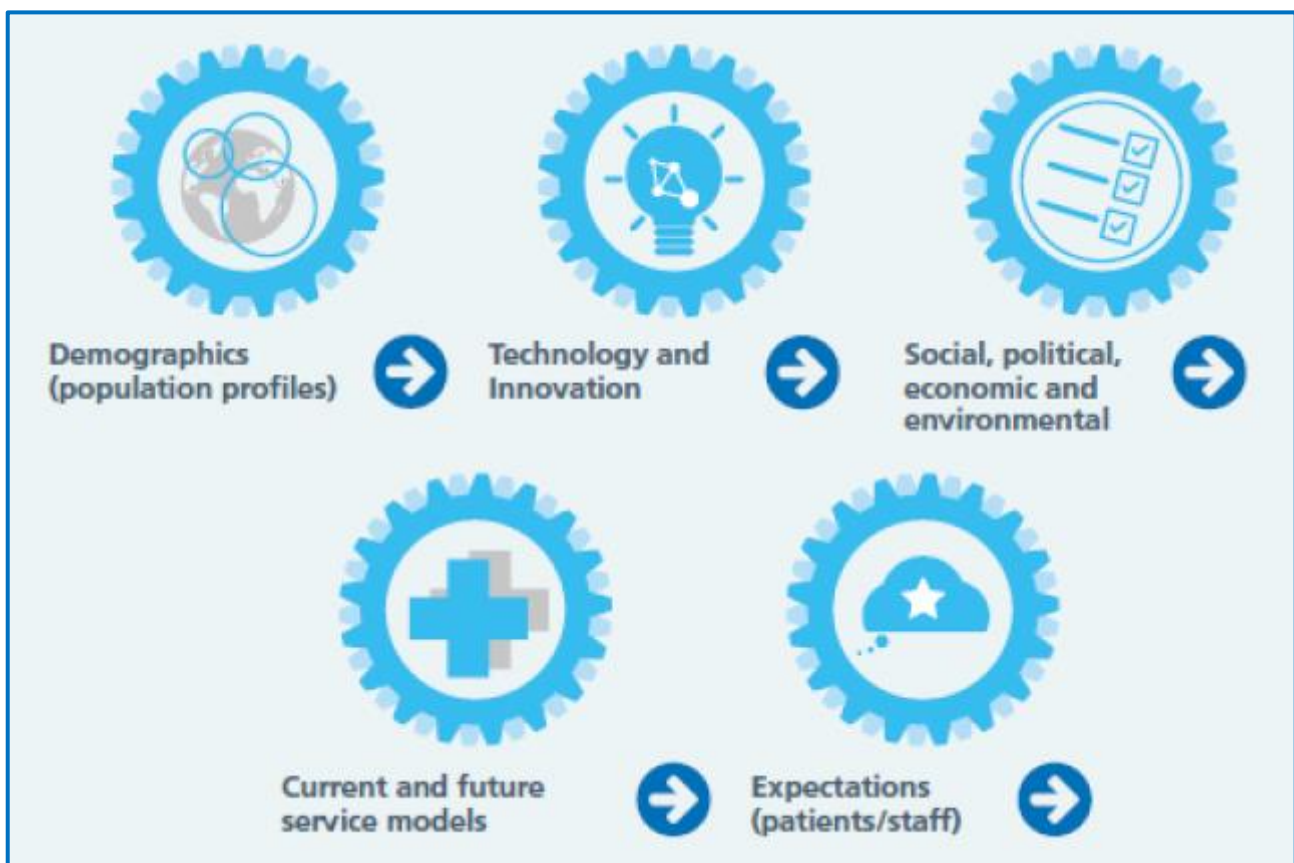 Demographics
(population profiles)
Technology and
Innovation
Social, political,
economic and
environmental
Current and future
service models
Expectations
(patients/staff)